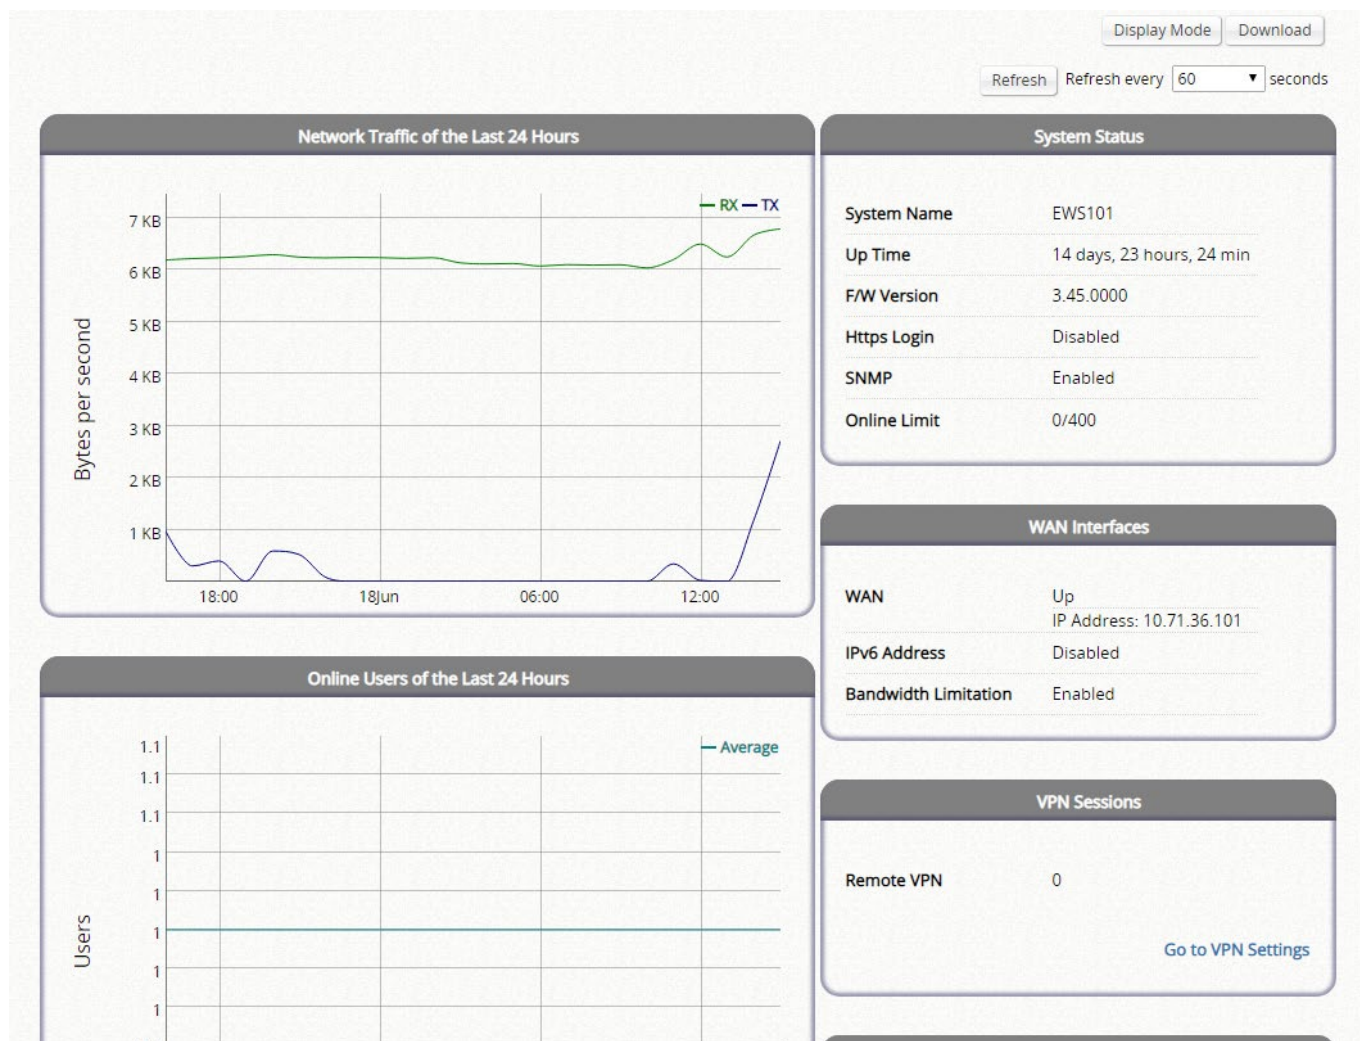 Display Mode Download
Refresh Refresh every 60 seconds
Network Traffic of the Last 24 Hours
RX TX
7 KB
6 KB
5 KB
4 KB
3 KB
2 KB
1 KB
Bytes per second
18:00 18Jun 06:00 12:00
Online Users of the Last 24 Hours
Average
1.1
1.1
1.1
1
1
1
1
1
Users
System Status
System Name EWS101
Up Time 14 days, 23 hours, 24 min
F/W Version 3.45.0000
Https Login Disabled
SNMP Enabled
Online Limit 0/400
WAN Interfaces
WAN Up
IP Address: 10.71.36.101
IPv6 Address Disabled
Bandwidth Limitation Enabled
VPN Sessions
Remote VPN 0
Go to VPN Settings